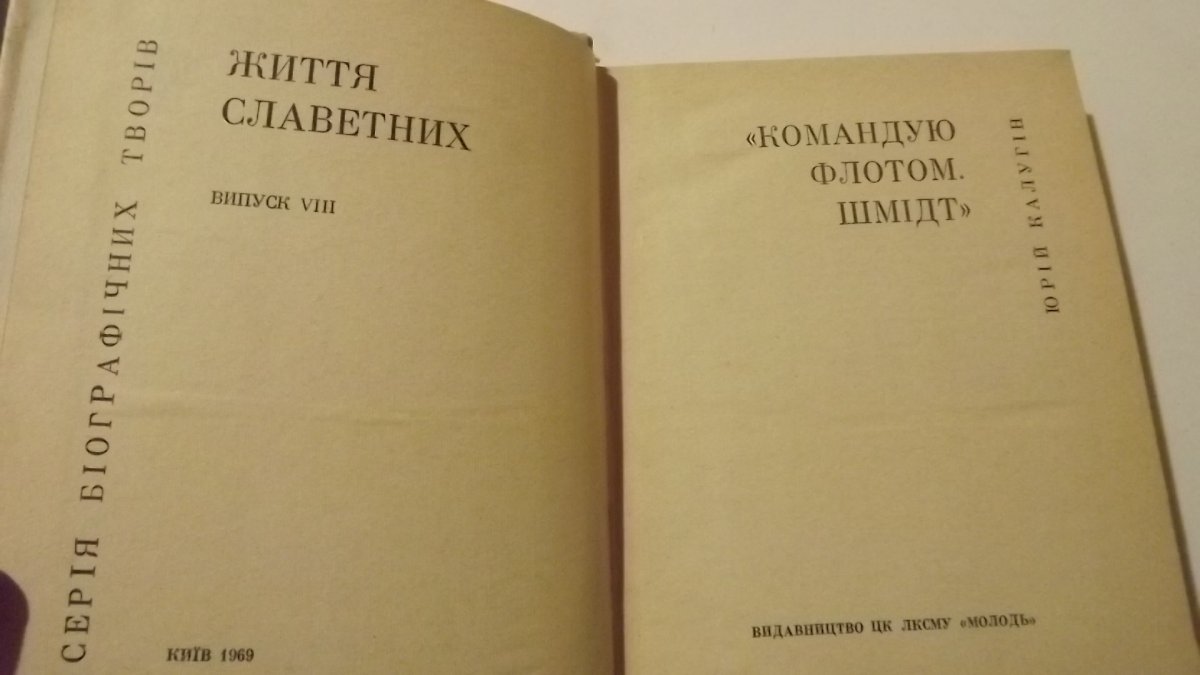 СЕРІЯ БІОГРАФІЧНИХ ТВОРІВ
ЖИТТЯ
СЛАВЕТНИХ
ВИПУСК VIII
КИЇВ 1969
«КОМАНДУЮ
ФЛОТОМ.
ШМІДТ»
ЮРІЙ КАЛУГІН
ВИДАВНИЦТВО ЦК ЛКСМУ «МОЛОДЬ»